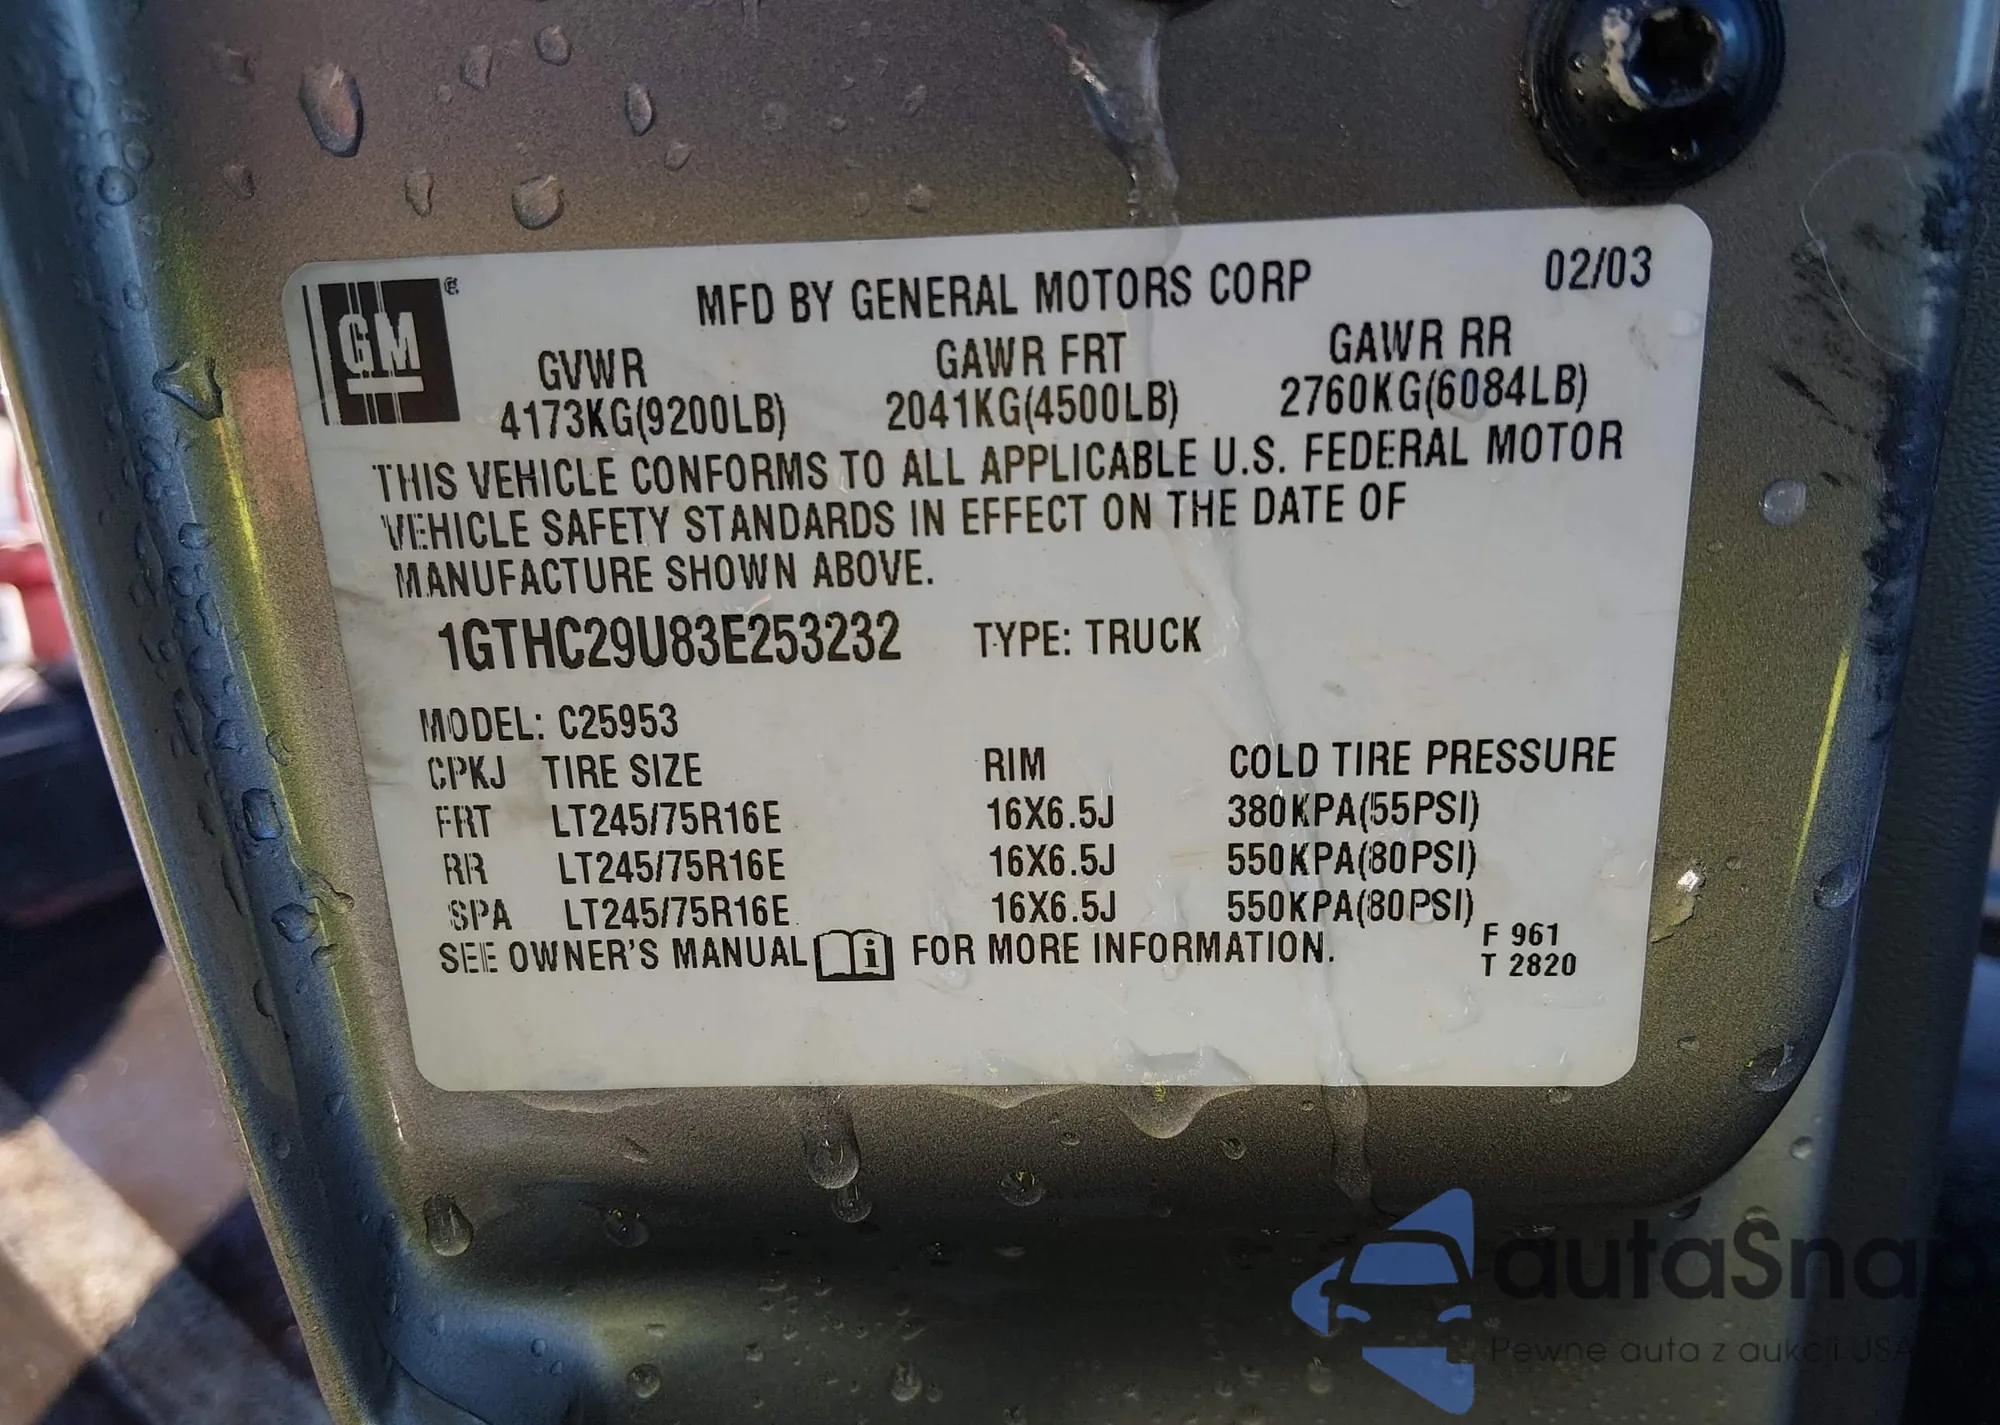 GM ®
MFD BY GENERAL MOTORS CORP 02/03
GVWR GAWR FRT GAWR RR
4173KG(9200LB) 2041KG(4500LB) 2760KG(6084LB)
THIS VEHICLE CONFORMS TO ALL APPLICABLE U.S. FEDERAL MOTOR
VEHICLE SAFETY STANDARDS IN EFFECT ON THE DATE OF
MANUFACTURE SHOWN ABOVE.
1GTHC29U83E253232 TYPE: TRUCK
MODEL: C25953
CPKJ TIRE SIZE RIM COLD TIRE PRESSURE
FRT LT245/75R16E 16X6.5J 380KPA(55PSI)
RR LT245/75R16E 16X6.5J 550KPA(80PSI)
SPA LT245/75R16E 16X6.5J 550KPA(80PSI)
SEE OWNER'S MANUAL i FOR MORE INFORMATION.
F 961
T 2820
autaSnap
Pewne auta z aukcji USA